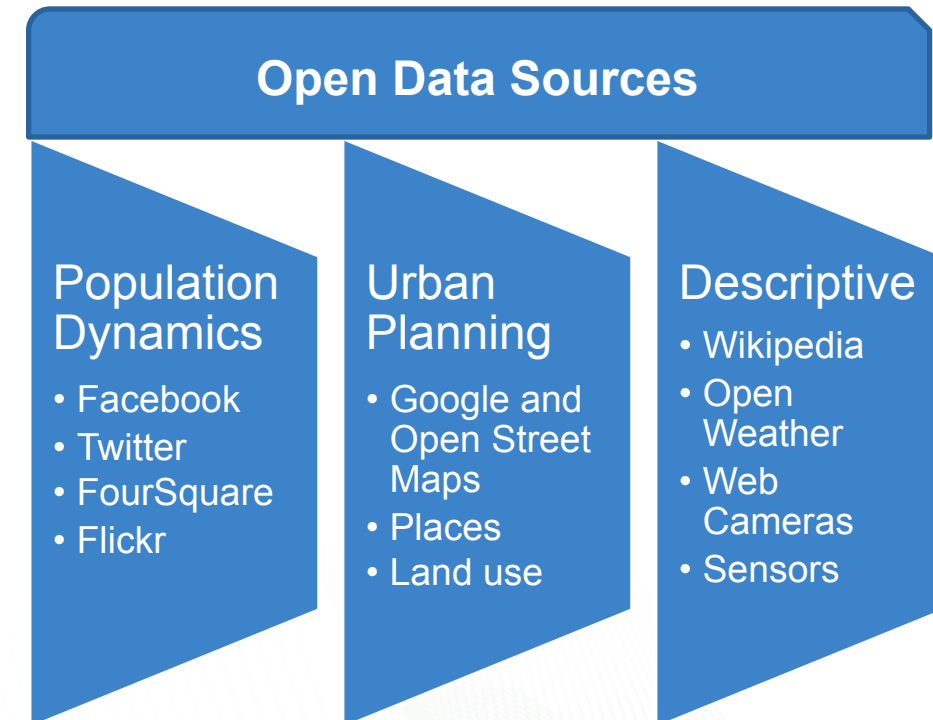 Open Data Sources
Population
Dynamics
• Facebook
• Twitter
• FourSquare
• Flickr
Urban
Planning
• Google and
Open Street
Maps
• Places
• Land use
Descriptive
• Wikipedia
• Open
Weather
• Web
Cameras
• Sensors